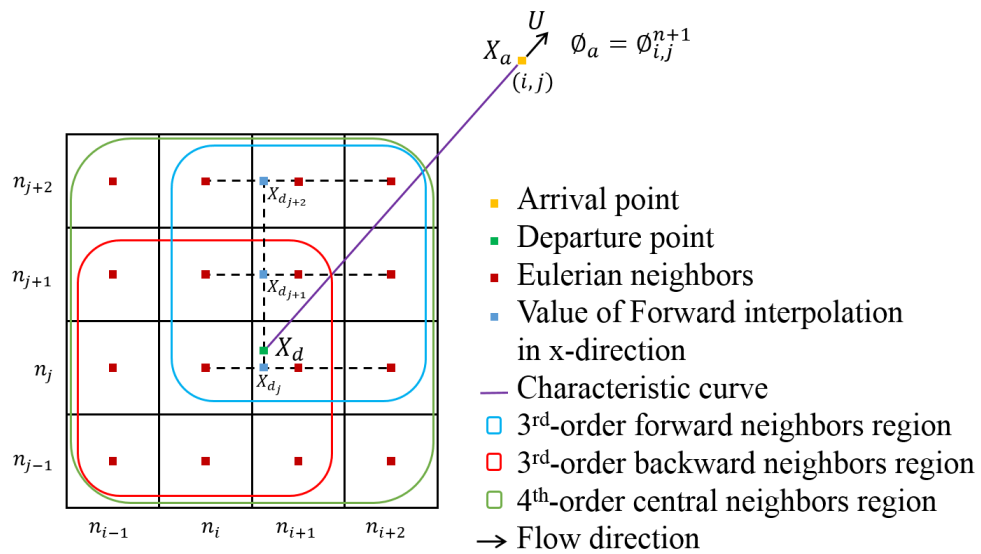 U
X_a
∅_a = ∅_{i,j}^{n+1}
(i, j)
n_{j+2}
X_{d_{j+2}}
n_{j+1}
X_{d_{j+1}}
X_d
n_j
X_{d_j}
n_{j-1}
n_{i-1} n_i n_{i+1} n_{i+2}
Arrival point
Departure point
Eulerian neighbors
Value of Forward interpolation
in x-direction
Characteristic curve
3rd-order forward neighbors region
3rd-order backward neighbors region
4th-order central neighbors region
Flow direction